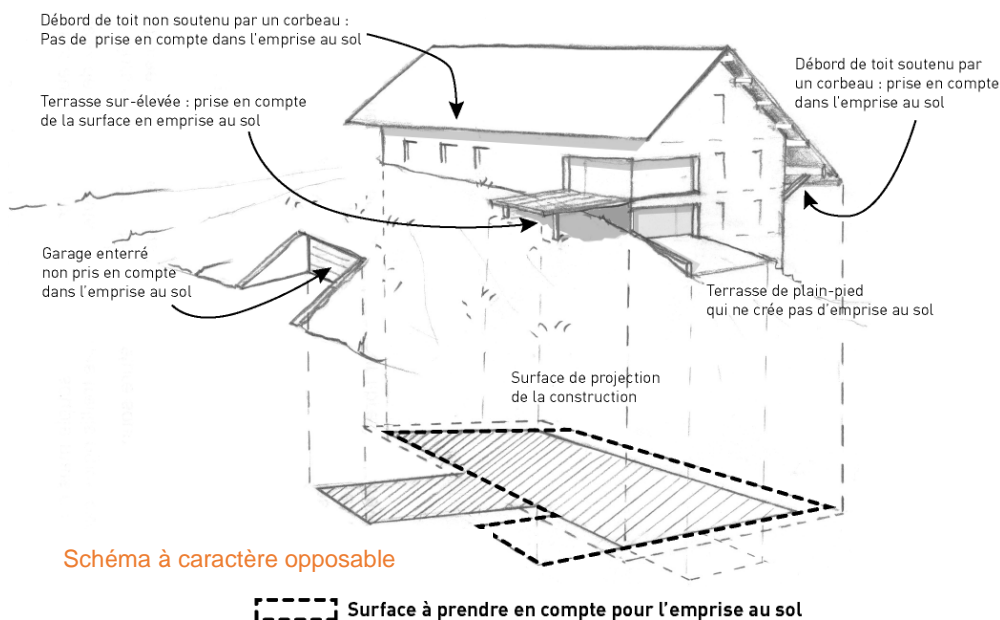 Débord de toit non soutenu par un corbeau :
Pas de prise en compte dans l'emprise au sol
Débord de toit soutenu par
un corbeau : prise en compte
dans l'emprise au sol
Terrasse sur-élevée : prise en compte
de la surface en emprise au sol
Garage enterré
non pris en compte
dans l'emprise au sol
Terrasse de plain-pied
qui ne crée pas d'emprise au sol
Surface de projection
de la construction
Schéma à caractère opposable
Surface à prendre en compte pour l'emprise au sol